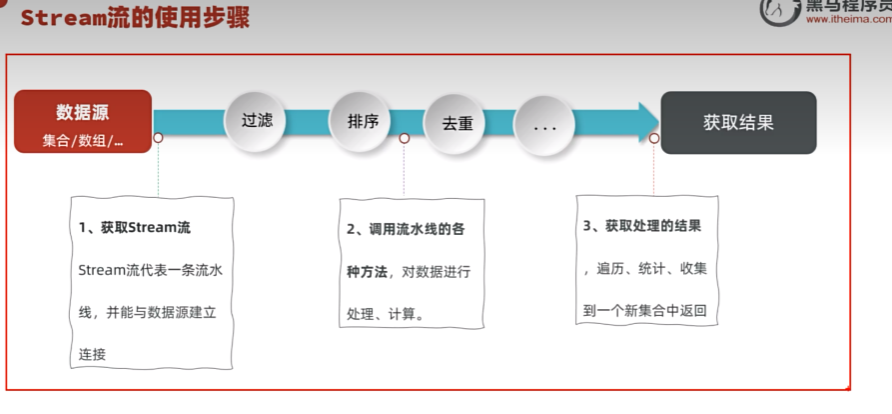 Stream流的使用步骤
黑马程序员
www.itheima.com
数据源
集合/数组/...
过滤
排序
去重
...
获取结果
1、获取Stream流
Stream流代表一条流水
线，并能与数据源建立
连接
2、调用流水线的各
种方法，对数据进行
处理、计算。
3、获取处理的结果
，遍历、统计、收集
到一个新集合中返回